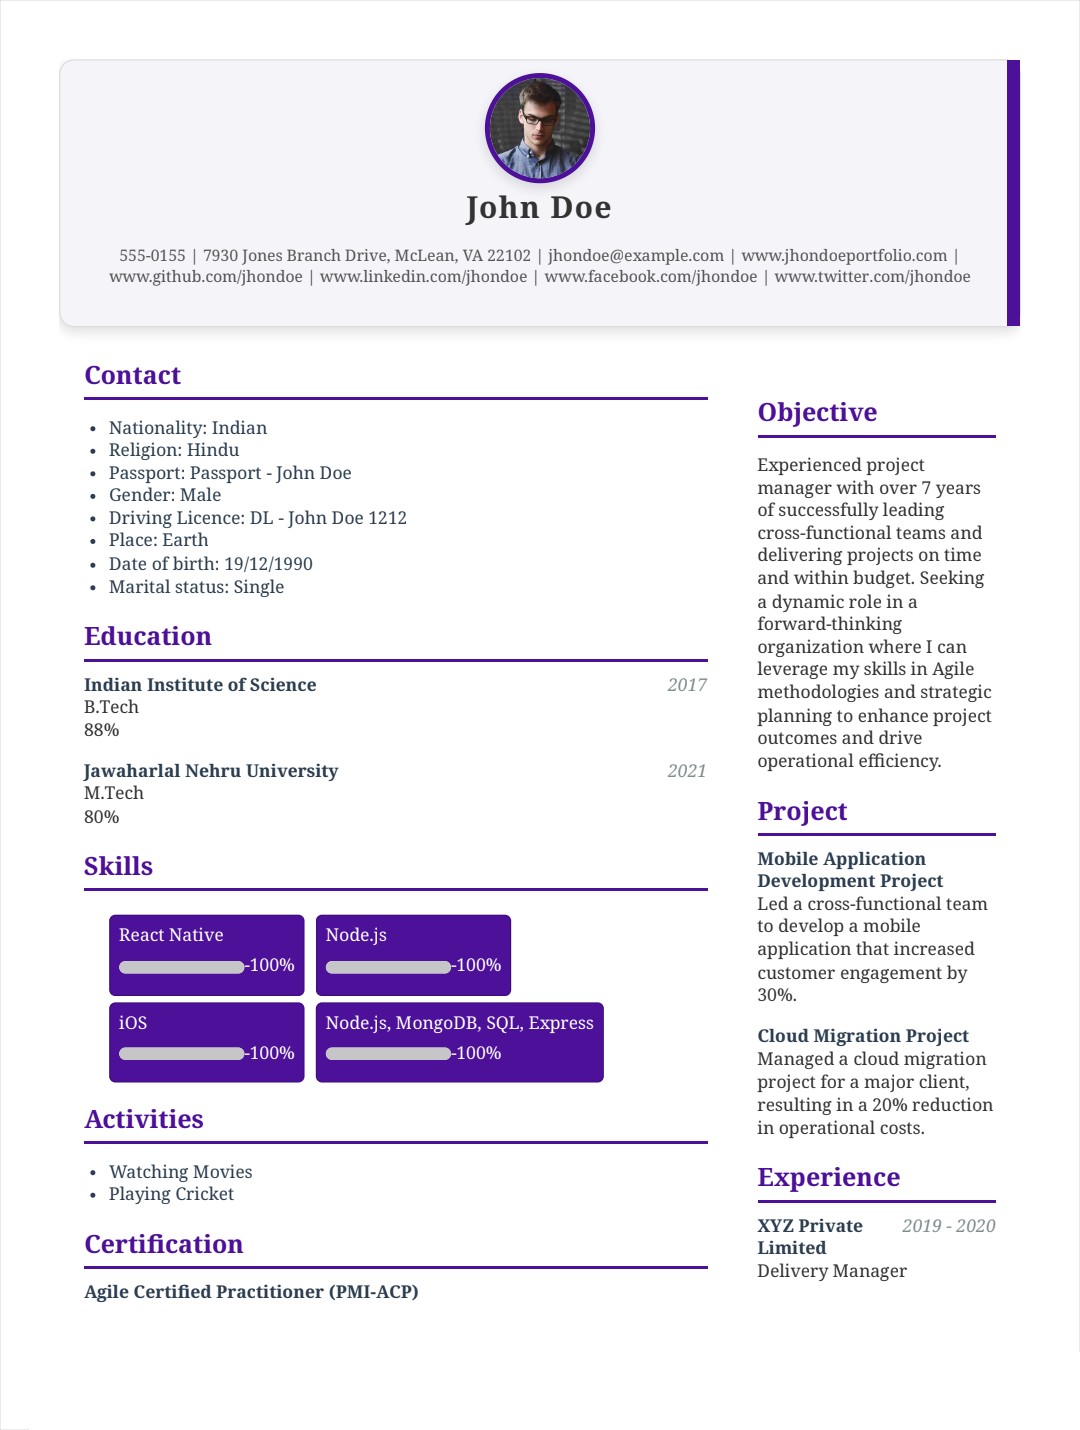 John Doe
555-0155 | 7930 Jones Branch Drive, McLean, VA 22102 | jhondoe@example.com | www.jhondoeportfolio.com |
www.github.com/jhondoe | www.linkedin.com/jhondoe | www.facebook.com/jhondoe | www.twitter.com/jhondoe
Contact
• Nationality: Indian
• Religion: Hindu
• Passport: Passport - John Doe
• Gender: Male
• Driving Licence: DL - John Doe 1212
• Place: Earth
• Date of birth: 19/12/1990
• Marital status: Single
Education
Indian Institute of Science 2017
B.Tech
88%
Jawaharlal Nehru University 2021
M.Tech
80%
Skills
React Native
-100%
Node.js
-100%
iOS
-100%
Node.js, MongoDB, SQL, Express
-100%
Activities
• Watching Movies
• Playing Cricket
Certification
Agile Certified Practitioner (PMI-ACP)
Objective
Experienced project
manager with over 7 years
of successfully leading
cross-functional teams and
delivering projects on time
and within budget. Seeking
a dynamic role in a
forward-thinking
organization where I can
leverage my skills in Agile
methodologies and strategic
planning to enhance project
outcomes and drive
operational efficiency.
Project
Mobile Application
Development Project
Led a cross-functional team
to develop a mobile
application that increased
customer engagement by
30%.
Cloud Migration Project
Managed a cloud migration
project for a major client,
resulting in a 20% reduction
in operational costs.
Experience
XYZ Private 2019 - 2020
Limited
Delivery Manager